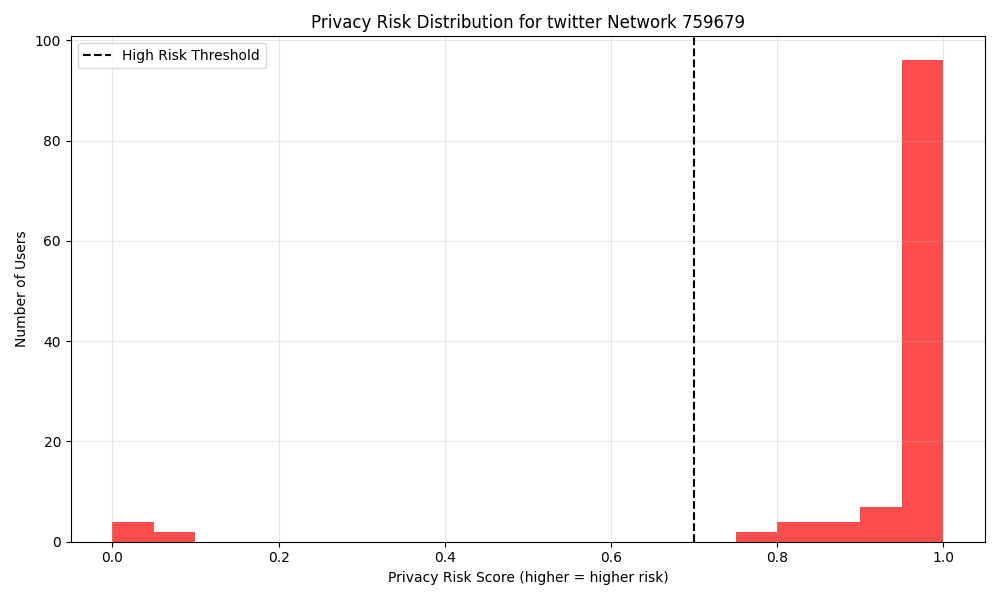 Privacy Risk Distribution for twitter Network 759679
High Risk Threshold
100
80
60
40
20
0
Number of Users
0.0 0.2 0.4 0.6 0.8 1.0
Privacy Risk Score (higher = higher risk)